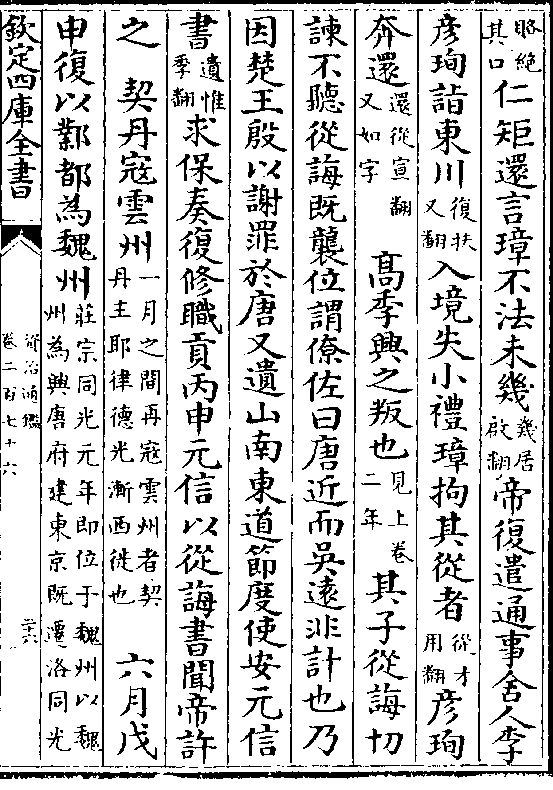 眵絕其口仁矩還言璋不法未幾幾居啟翻帝復遣通事舍人李
彦珣詣東川復扶又翻入境失小禮璋拘其從者從才用翻彦珣
奔還還從宣翻又如字 高季興之叛也見上卷二年其子從誨切
諫不聽從誨既襲位謂僚佐曰唐近而吳逺非計也乃
因楚王殷以謝罪於唐又遺山南東道節度使安元信
書遺惟季翻求保奏復修職貢丙申元信以從誨書聞帝許
之 契丹寇雲州一月之間再寇雲州者契丹主耶律德光漸西徙也 六月戊
申復以鄴都為魏州莊宗同光元年即位于魏州以魏州為興唐府建東京既遷洛同光
欽定四庫全書
資治通鑑
卷二百七十六
二十六